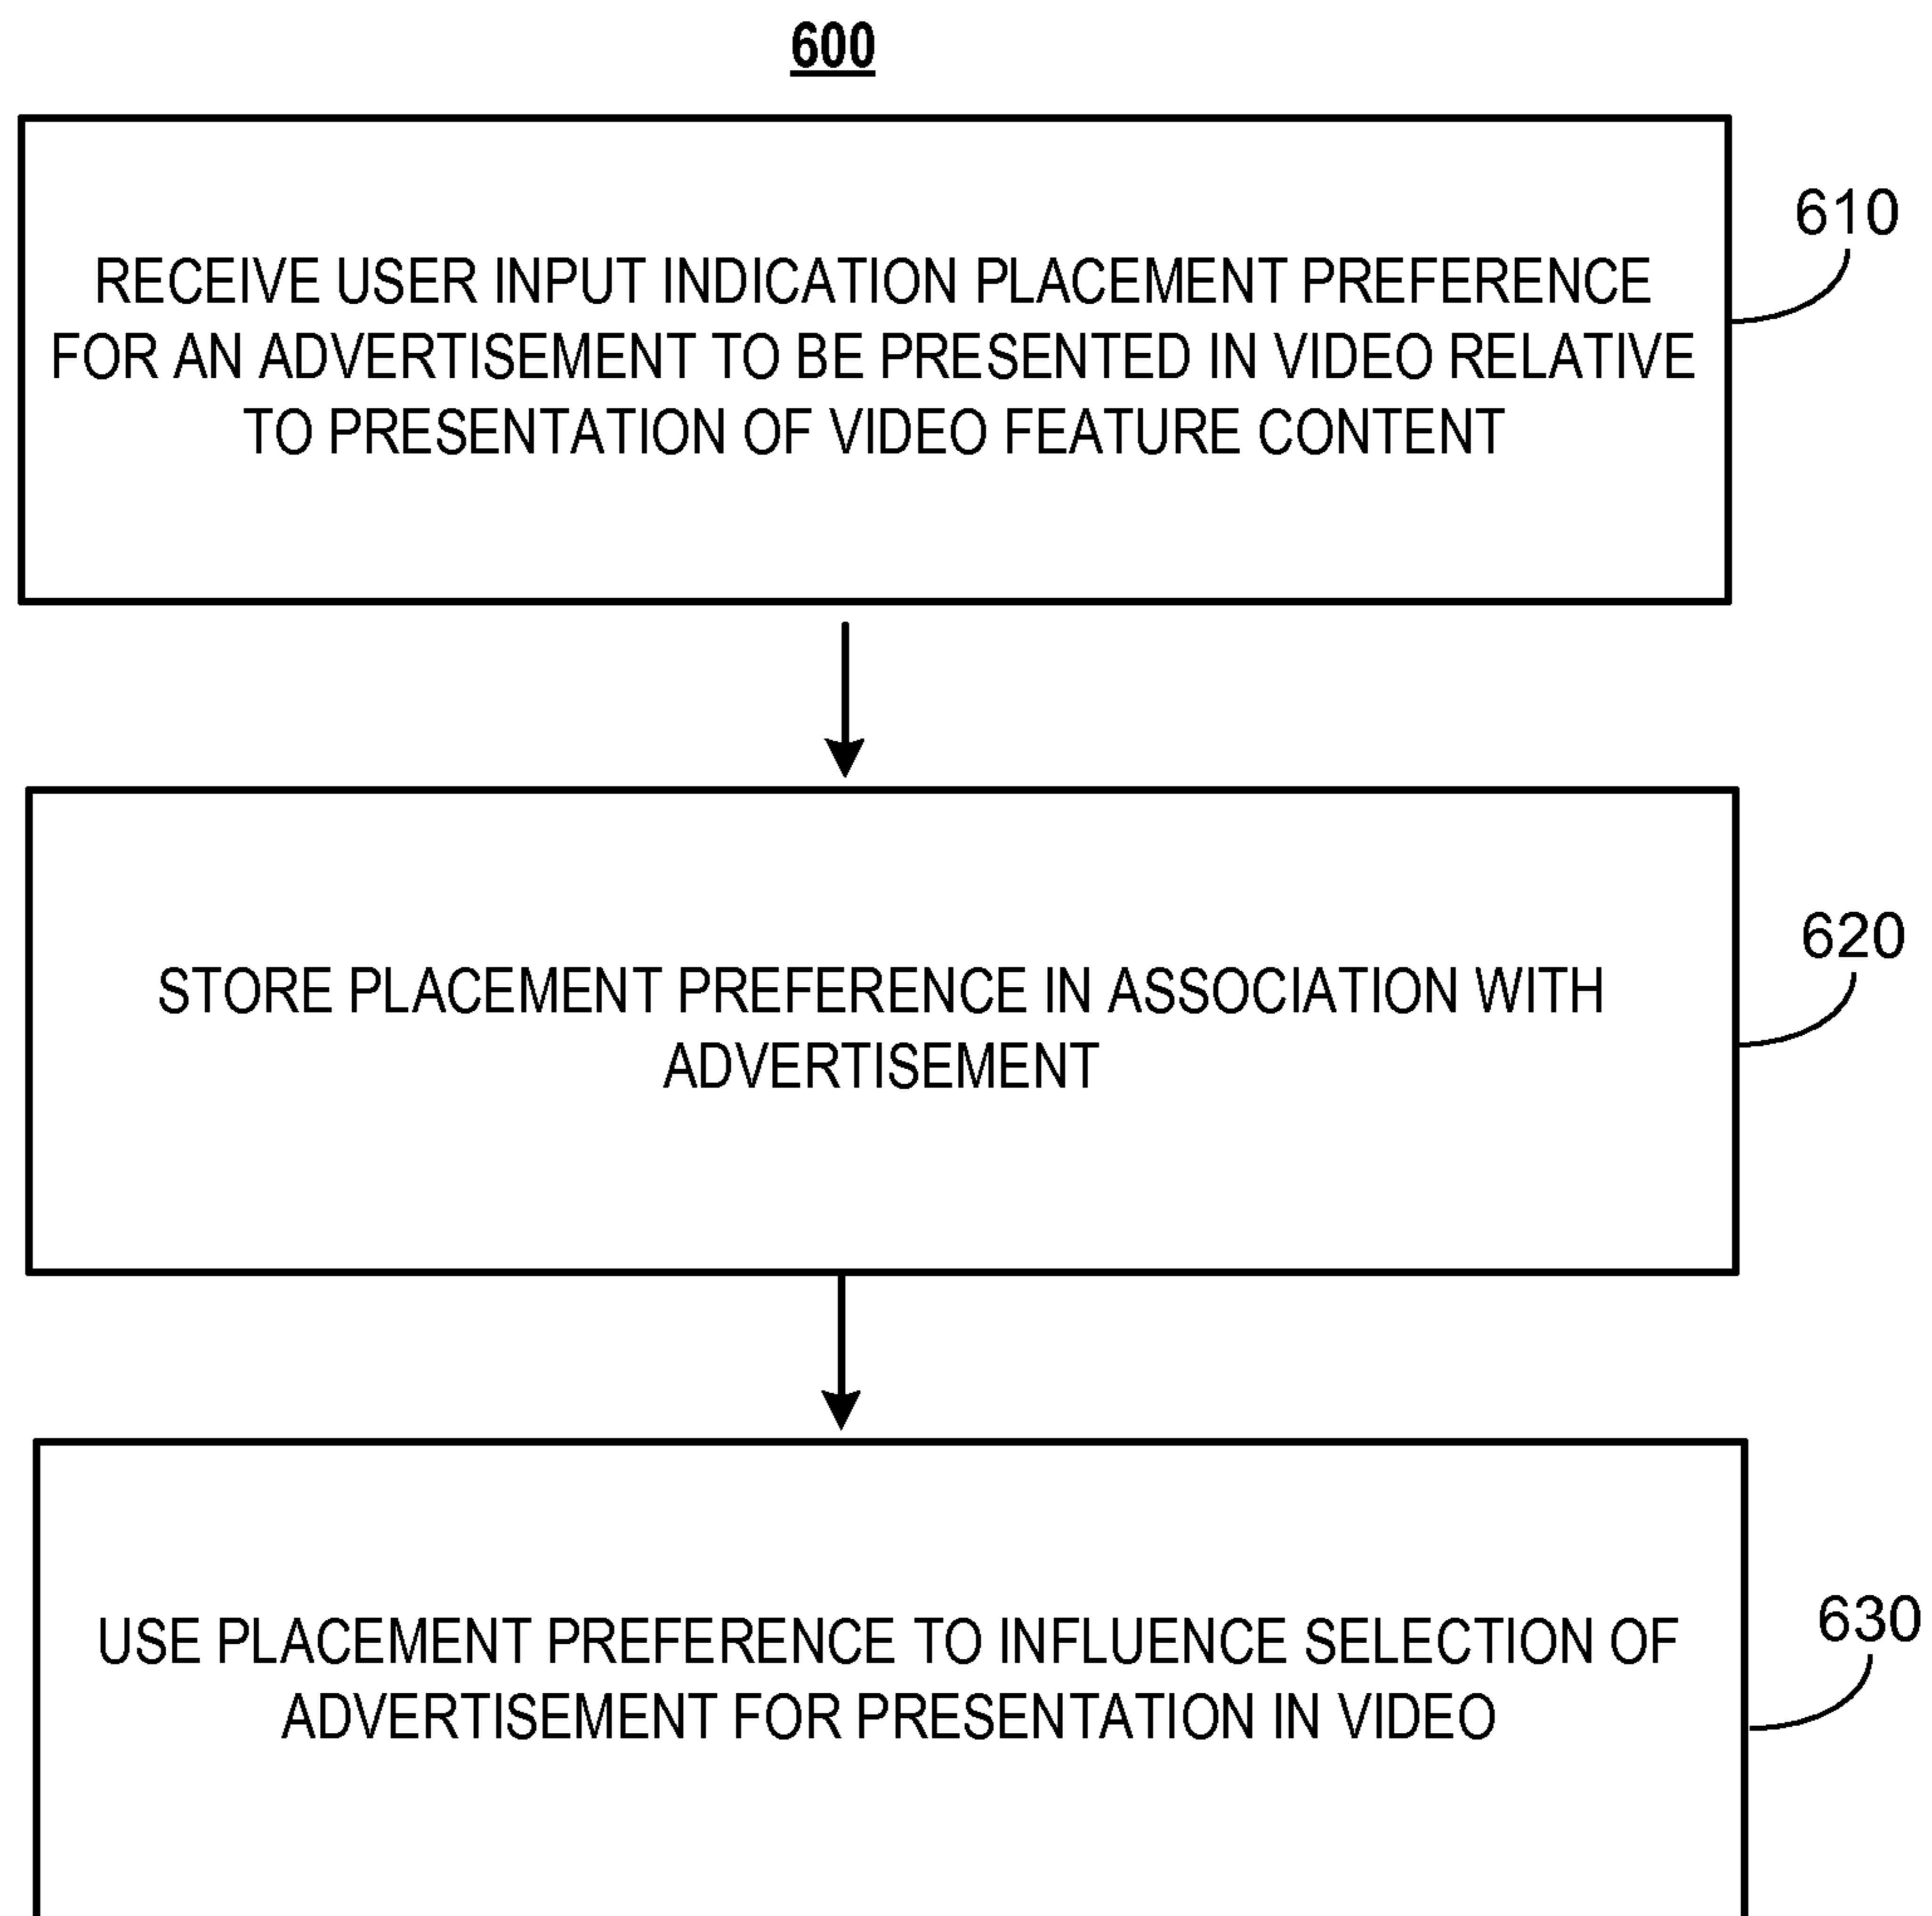 600
RECEIVE USER INPUT INDICATION PLACEMENT PREFERENCE
FOR AN ADVERTISEMENT TO BE PRESENTED IN VIDEO RELATIVE
TO PRESENTATION OF VIDEO FEATURE CONTENT
610
STORE PLACEMENT PREFERENCE IN ASSOCIATION WITH
ADVERTISEMENT
620
USE PLACEMENT PREFERENCE TO INFLUENCE SELECTION OF
ADVERTISEMENT FOR PRESENTATION IN VIDEO
630